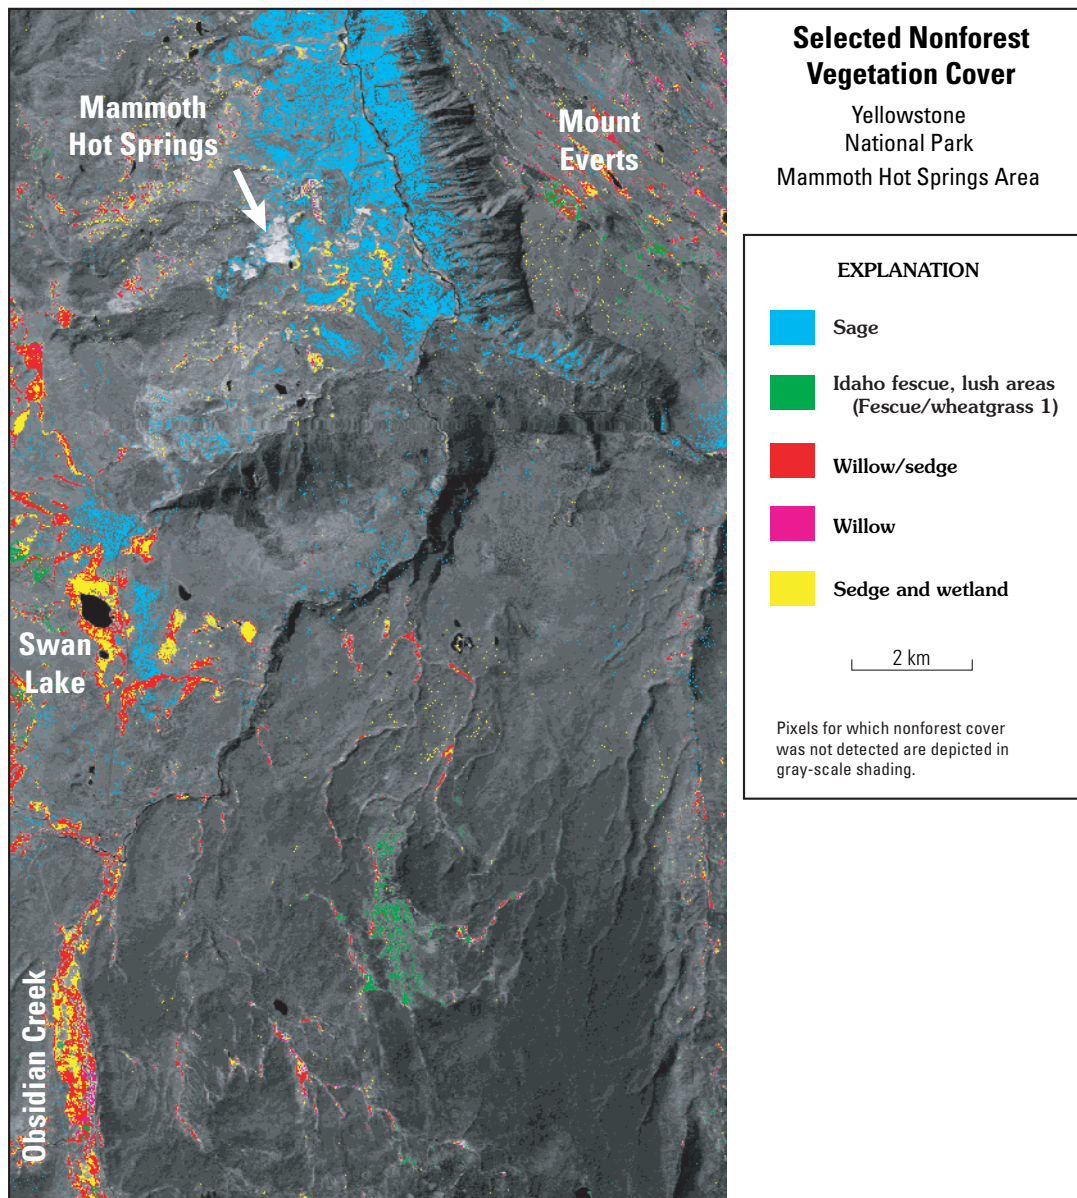 Selected Nonforest
Vegetation Cover
Yellowstone
National Park
Mammoth Hot Springs Area
Mammoth
Hot Springs
Mount
Everts
Swan
Lake
Obsidian Creek
EXPLANATION
Sage
Idaho fescue, lush areas
(Fescue/wheatgrass 1)
Willow/sedge
Willow
Sedge and wetland
2 km
Pixels for which nonforest cover
was not detected are depicted in
gray-scale shading.